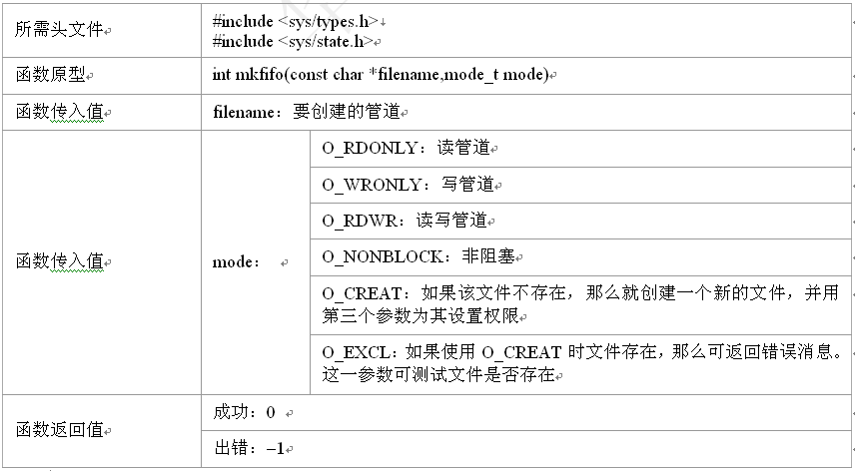 所需头文件
#include <sys/types.h>
#include <sys/state.h>
函数原型
int mkfifo(const char *filename,mode_t mode)
函数传入值
filename：要创建的管道
函数传入值
mode：
O_RDONLY：读管道
O_WRONLY：写管道
O_RDWR：读写管道
O_NONBLOCK：非阻塞
O_CREAT：如果该文件不存在，那么就创建一个新的文件，并用
第三个参数为其设置权限
O_EXCL：如果使用 O_CREAT 时文件存在，那么可返回错误消息。
这一参数可测试文件是否存在
函数返回值
成功：0
出错：–1